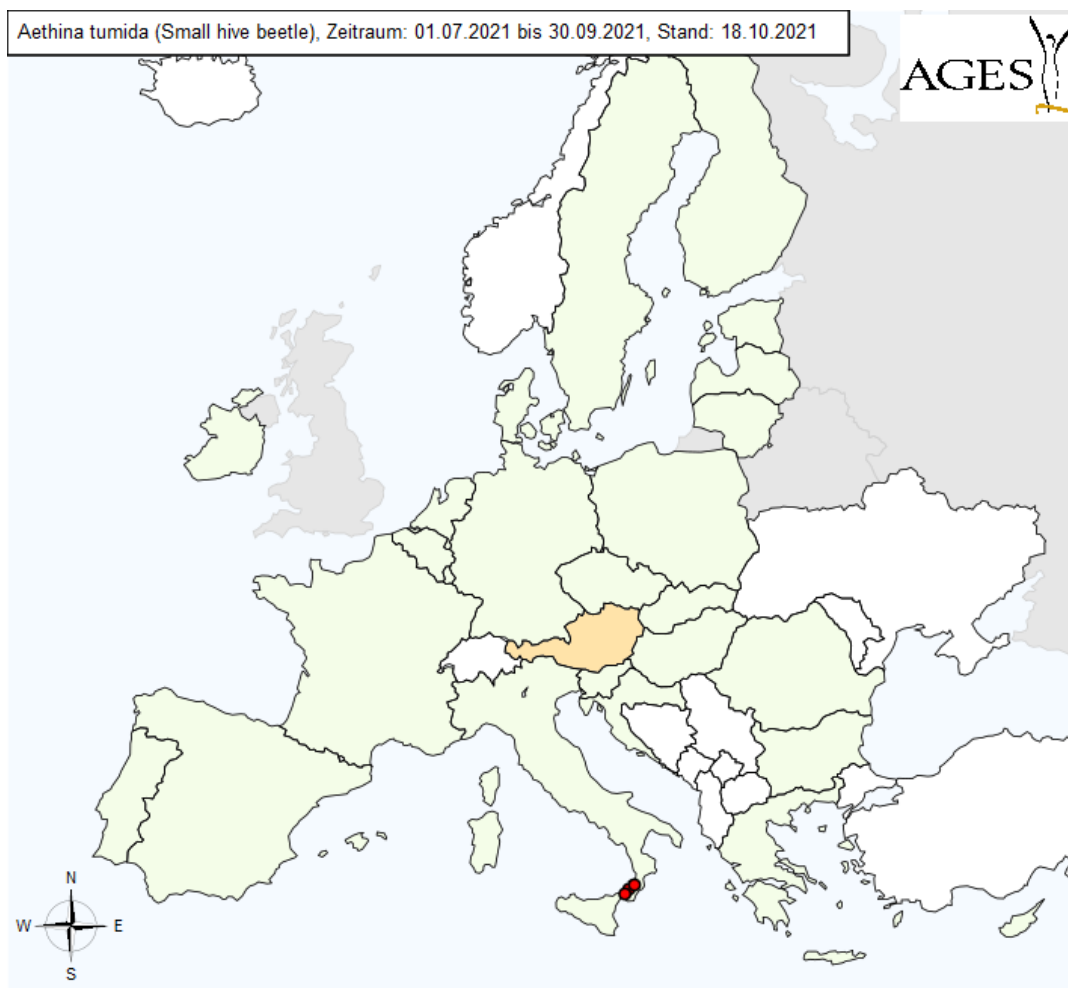 Aethina tumida (Small hive beetle), Zeitraum: 01.07.2021 bis 30.09.2021, Stand: 18.10.2021
AGES
N
W E
S